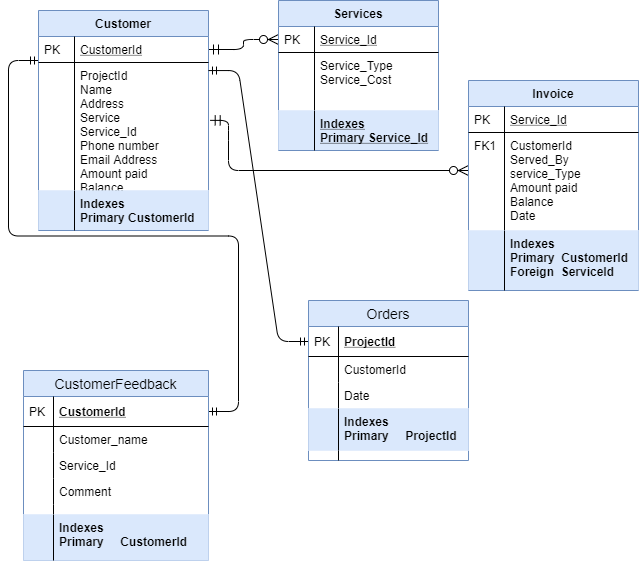 Customer
PK CustomerId
ProjectId
Name
Address
Service
Service_Id
Phone number
Email Address
Amount paid
Balance
Indexes
Primary CustomerId
Services
PK Service_Id
Service_Type
Service_Cost
Indexes
Primary Service_Id
Invoice
PK Service_Id
FK1 CustomerId
Served_By
service_Type
Amount paid
Balance
Date
Indexes
Primary CustomerId
Foreign ServiceId
Orders
PK ProjectId
CustomerId
Date
Indexes
Primary ProjectId
CustomerFeedback
PK CustomerId
Customer_name
Service_Id
Comment
Indexes
Primary CustomerId